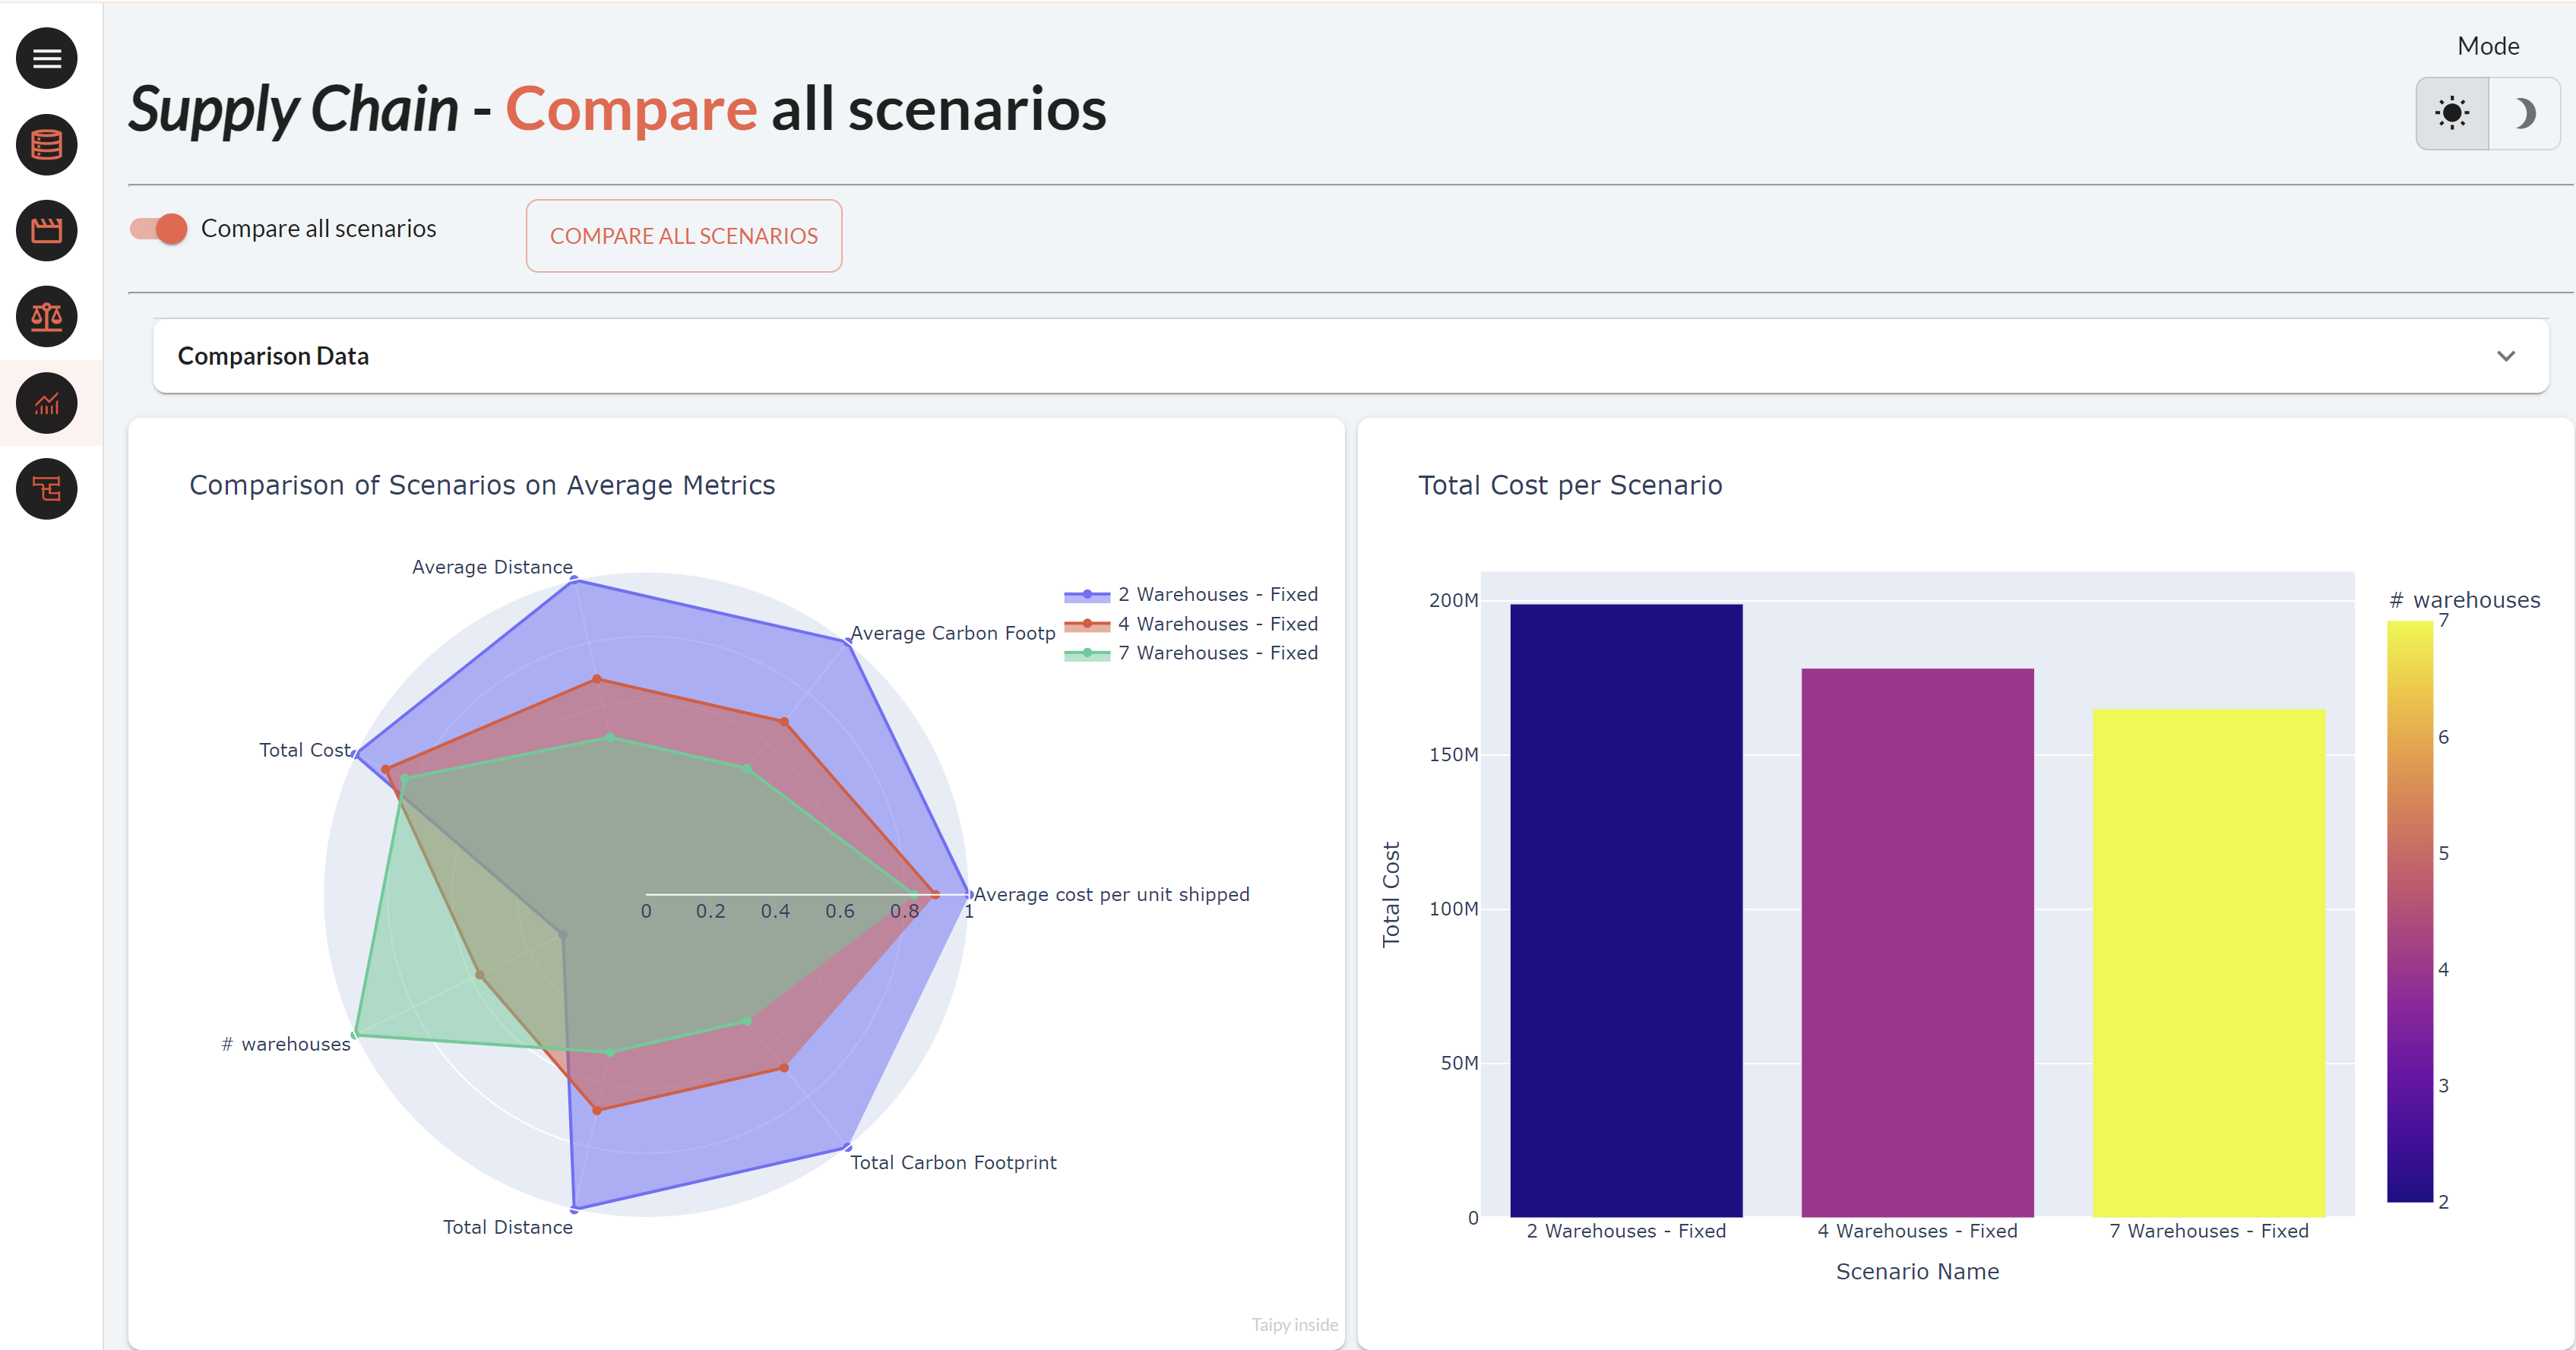 Mode
Supply Chain - Compare all scenarios
Compare all scenarios
COMPARE ALL SCENARIOS
Comparison Data
Comparison of Scenarios on Average Metrics
Average Distance
Average Carbon Footp
2 Warehouses - Fixed
4 Warehouses - Fixed
7 Warehouses - Fixed
Total Cost
Average cost per unit shipped
0 0.2 0.4 0.6 0.8 1
# warehouses
Total Carbon Footprint
Total Distance
Taipy inside
Total Cost per Scenario
200M
150M
100M
50M
0
Total Cost
2 Warehouses - Fixed
4 Warehouses - Fixed
7 Warehouses - Fixed
Scenario Name
# warehouses
7
6
5
4
3
2